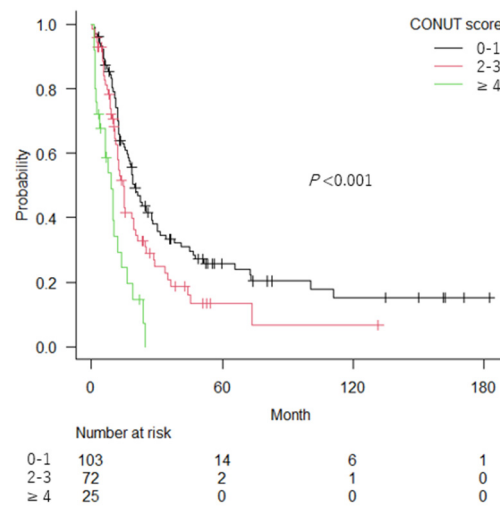 CONUT score
0-1
2-3
≥ 4
1.0
0.8
0.6
0.4
0.2
0.0
Probability
P<0.001
0 60 120 180
Month
Number at risk
0-1 103 14 6 1
2-3 72 2 1 0
≥ 4 25 0 0 0